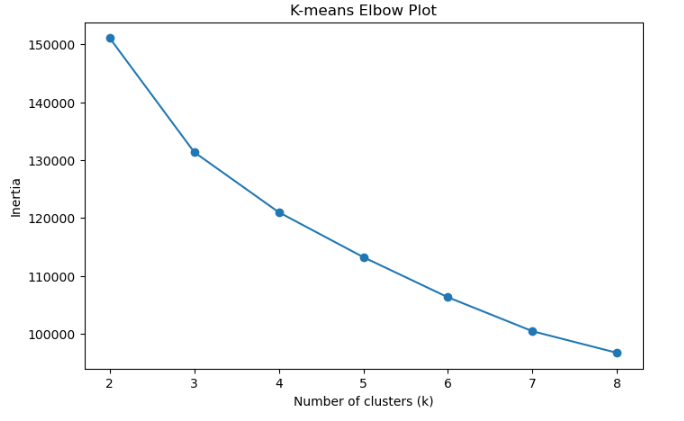 K-means Elbow Plot
150000
140000
130000
120000
110000
100000
Inertia
2 3 4 5 6 7 8
Number of clusters (k)